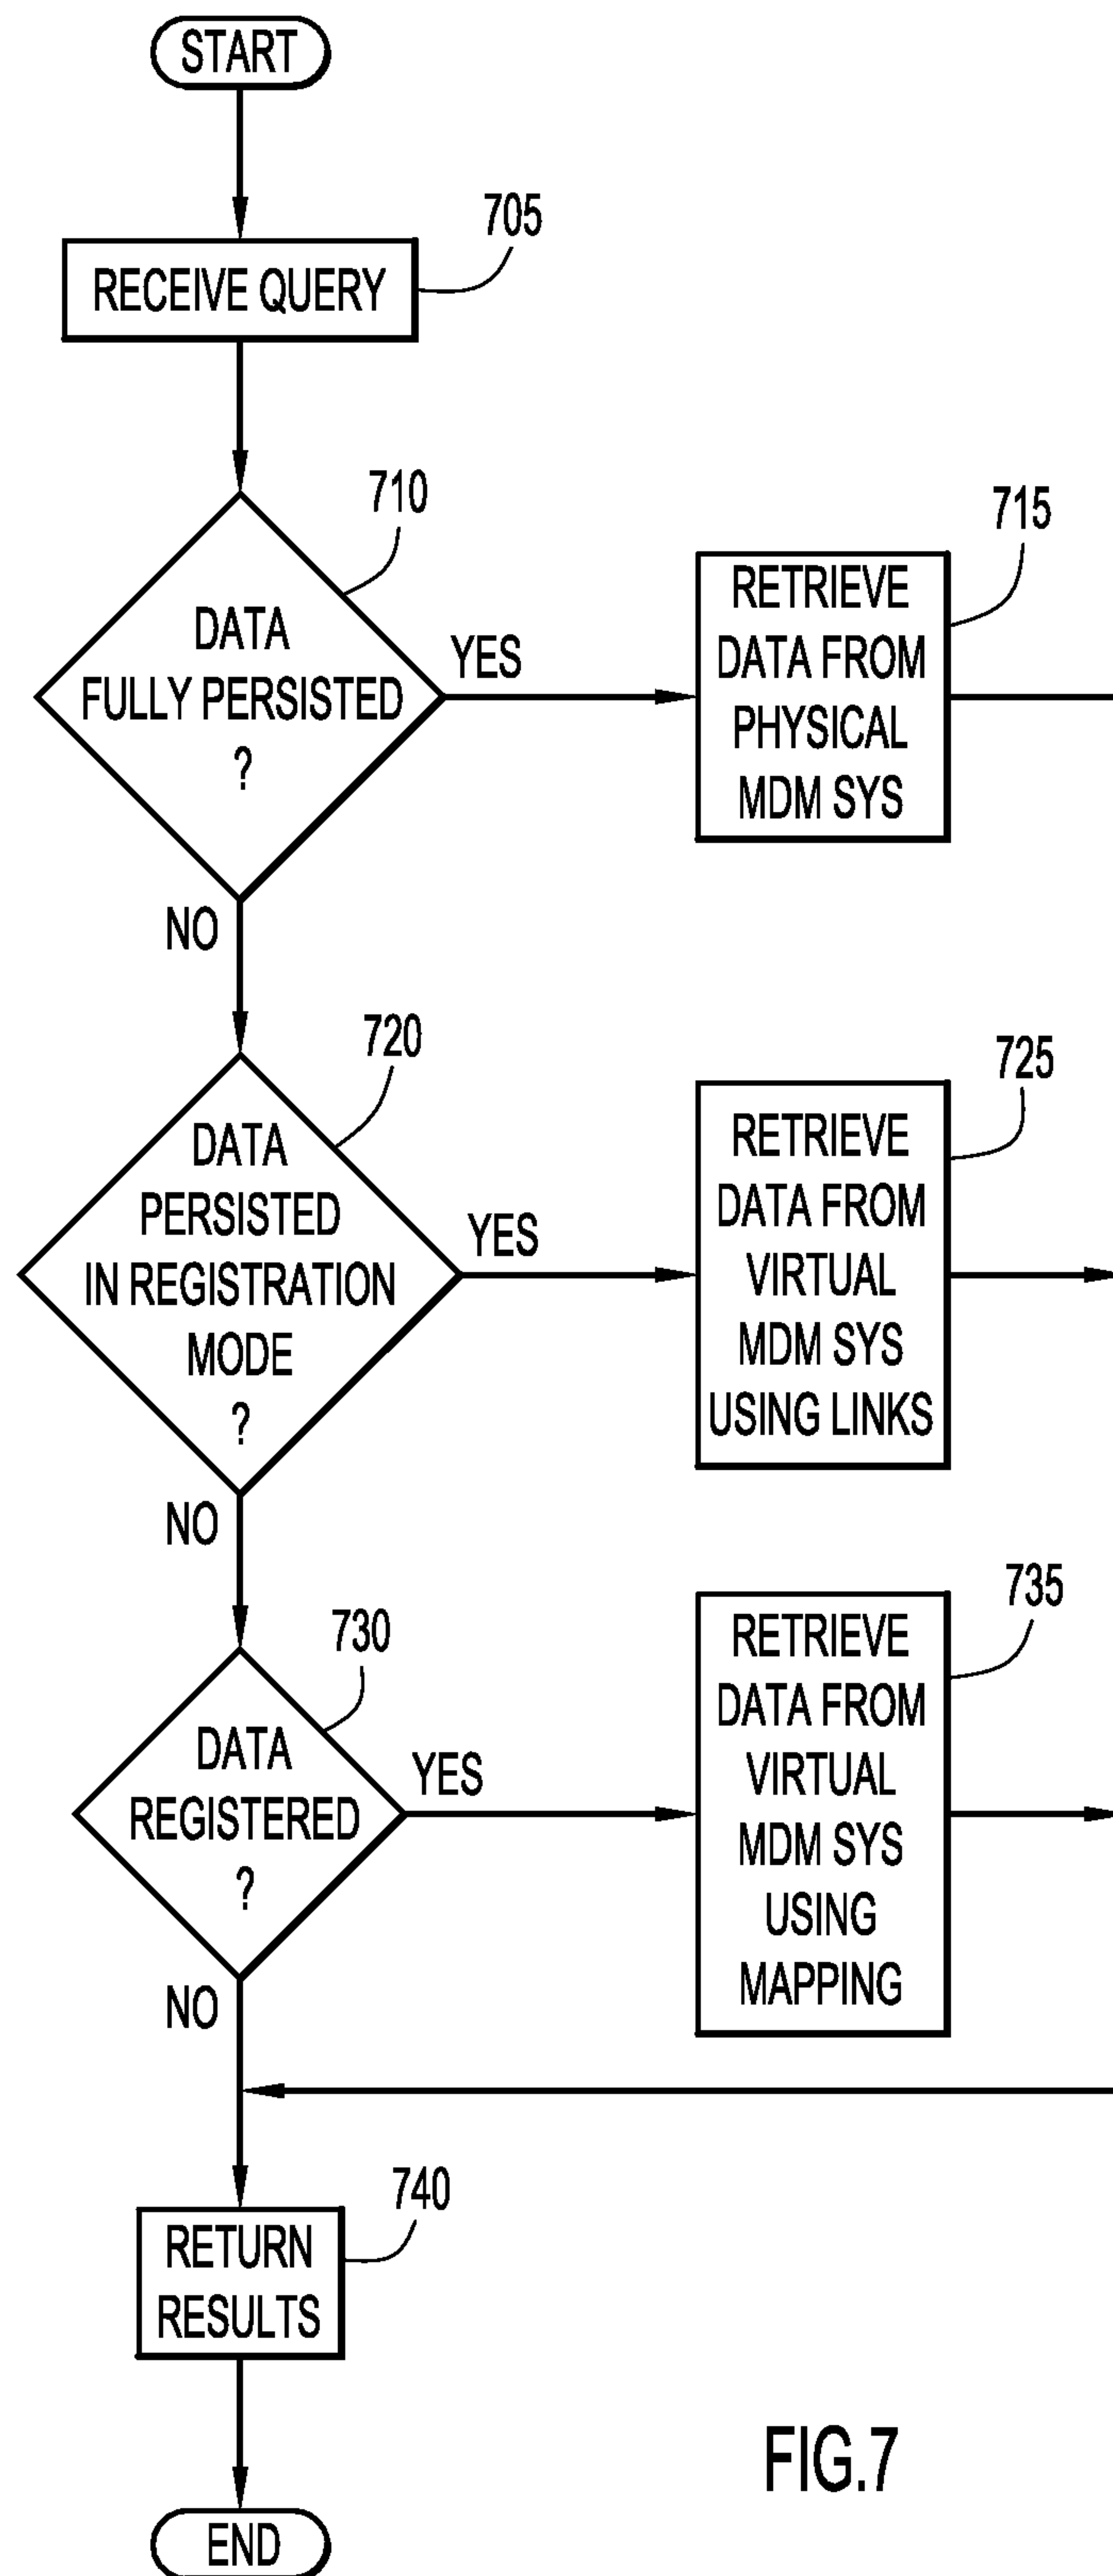 START
705
RECEIVE QUERY
710
DATA
FULLY PERSISTED
?
YES
715
RETRIEVE
DATA FROM
PHYSICAL
MDM SYS
NO
720
DATA
PERSISTED
IN REGISTRATION
MODE
?
YES
725
RETRIEVE
DATA FROM
VIRTUAL
MDM SYS
USING LINKS
NO
730
DATA
REGISTERED
?
YES
735
RETRIEVE
DATA FROM
VIRTUAL
MDM SYS
USING
MAPPING
NO
740
RETURN
RESULTS
END
FIG.7